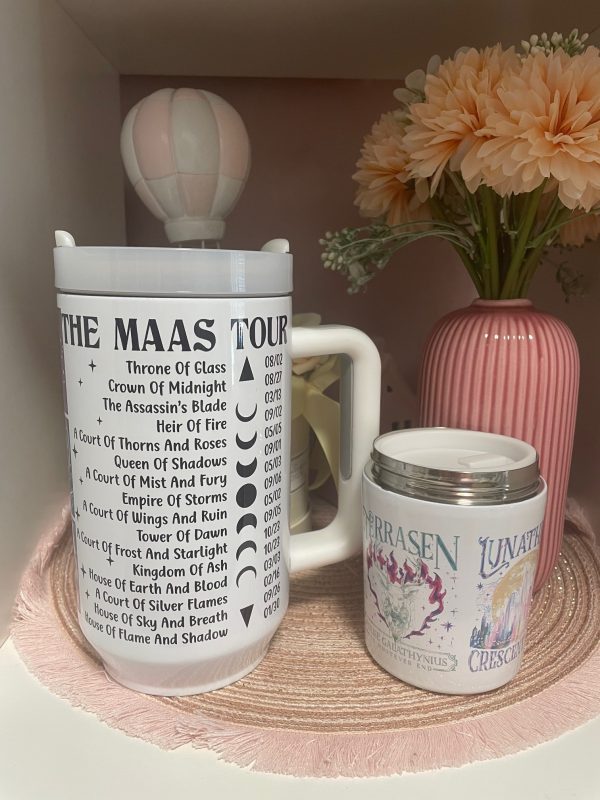 THE MAAS TOUR
Throne Of Glass 08/02
Crown Of Midnight 08/27
The Assassin's Blade 03/13
Heir Of Fire 09/02
A Court Of Thorns And Roses 05/05
Queen Of Shadows 09/01
A Court Of Mist And Fury 05/03
Empire Of Storms 09/06
A Court Of Wings And Ruin 05/02
Tower Of Dawn 09/05
A Court Of Frost And Starlight 10/23
Kingdom Of Ash 10/23
House Of Earth And Blood 03/03
A Court Of Silver Flames 02/16
House Of Sky And Breath 09/26
House Of Flame And Shadow 01/30
ERRASEN
GALATHYNIUS
END
LUNATH
CRESCEN